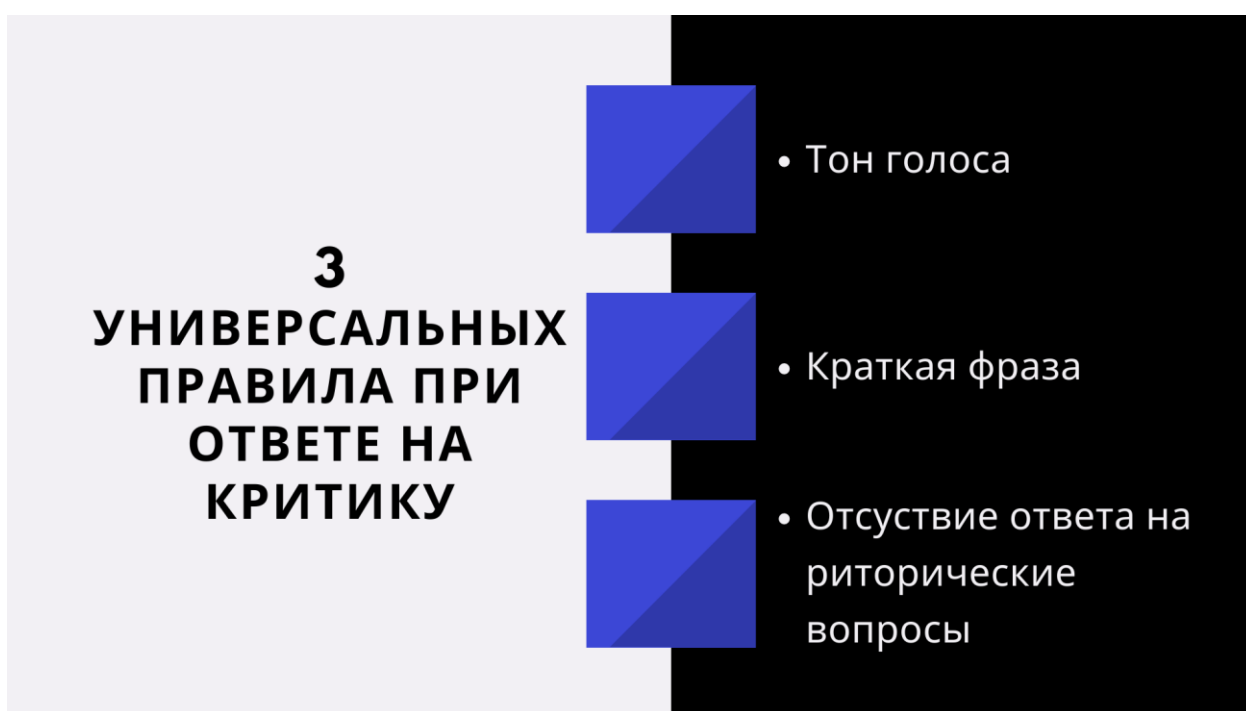 3
УНИВЕРСАЛЬНЫХ
ПРАВИЛА ПРИ
ОТВЕТЕ НА
КРИТИКУ
• Тон голоса
• Краткая фраза
• Отсуствие ответа на
риторические
вопросы